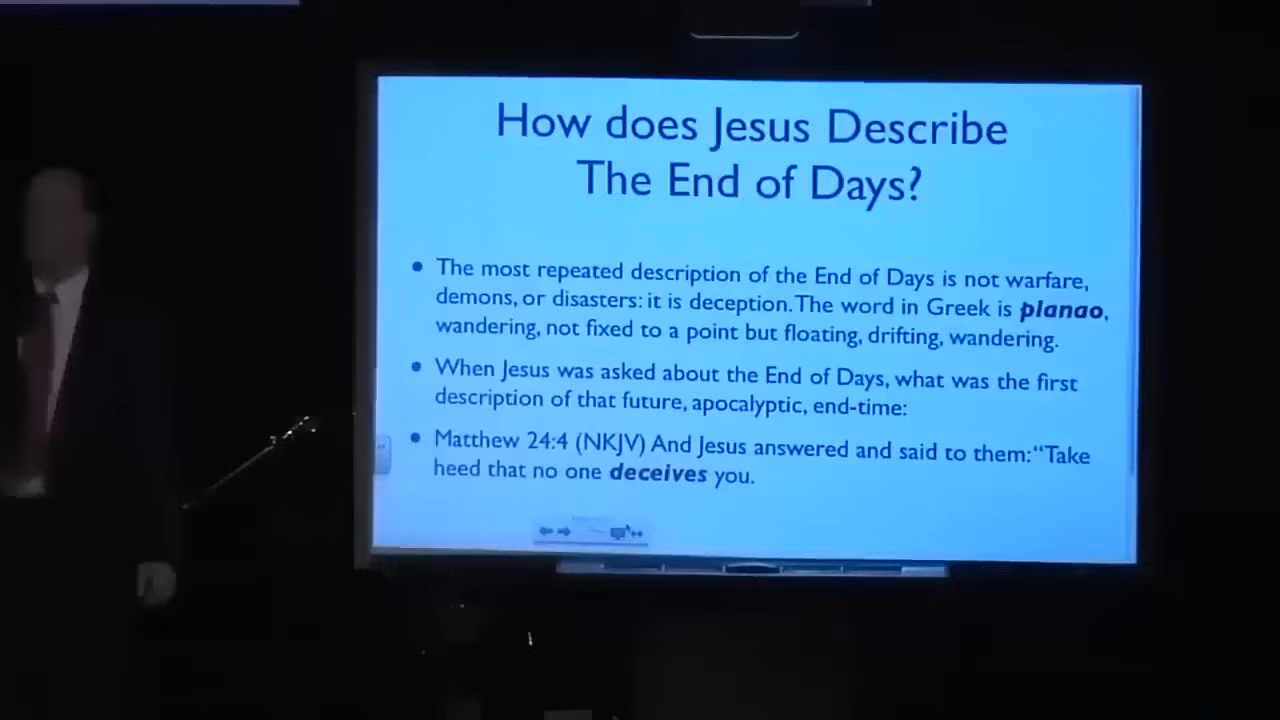 How does Jesus Describe
The End of Days?
• The most repeated description of the End of Days is not warfare,
demons, or disasters: it is deception. The word in Greek is planao,
wandering, not fixed to a point but floating, drifting, wandering.
• When Jesus was asked about the End of Days, what was the first
description of that future, apocalyptic, end-time:
• Matthew 24:4 (NKJV) And Jesus answered and said to them: “Take
heed that no one deceives you.